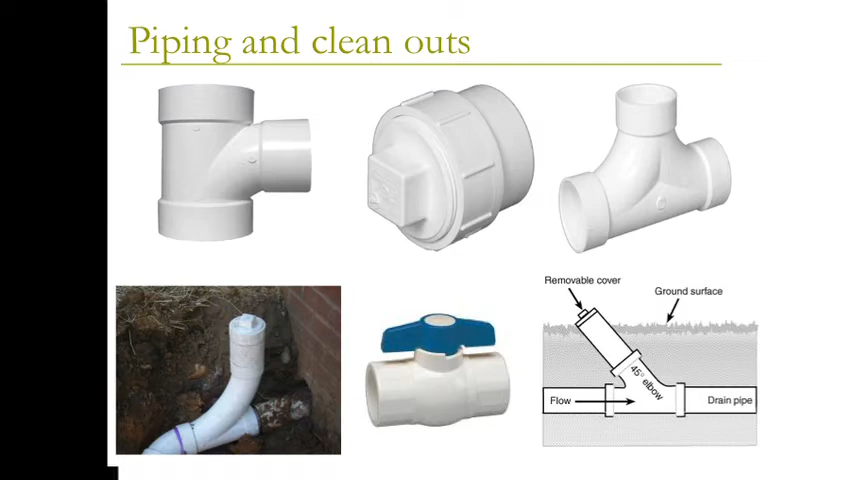 Piping and clean outs
Removable cover
Ground surface
45° elbow
Flow
Drain pipe